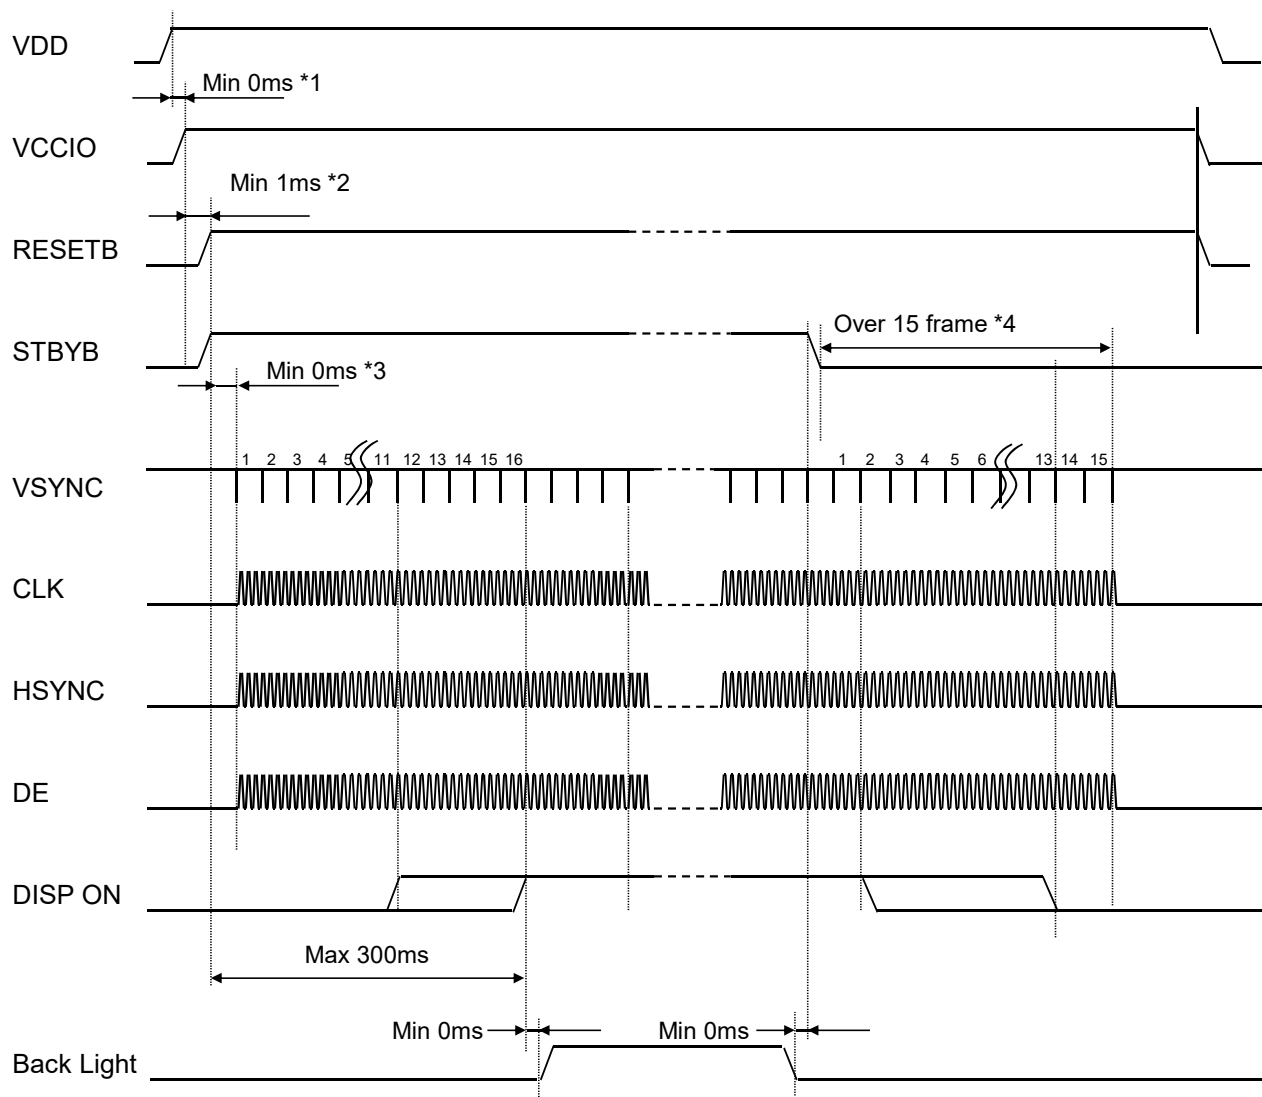 VDD
Min 0ms *1
VCCIO
Min 1ms *2
RESETB
Over 15 frame *4
STBYB
Min 0ms *3
1 2 3 4 5 11 12 13 14 15 16 1 2 3 4 5 6 13 14 15
VSYNC
CLK
HSYNC
DE
DISP ON
Max 300ms
Min 0ms Min 0ms
Back Light